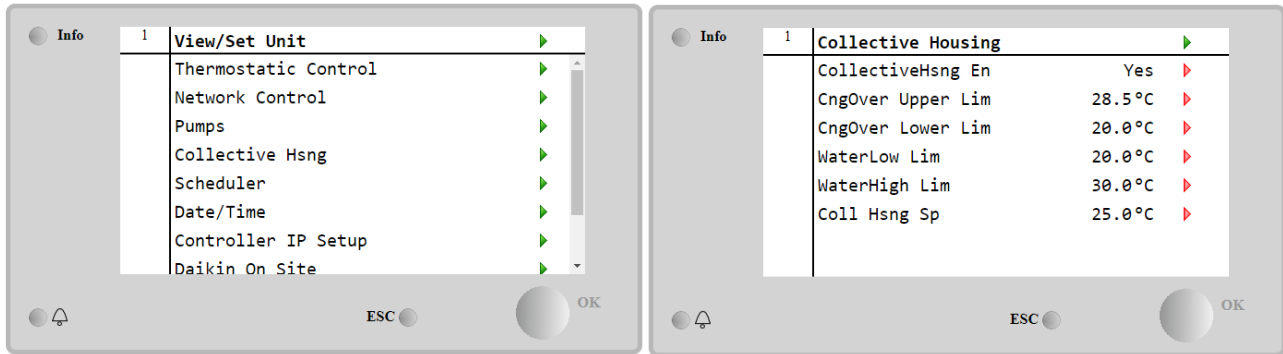 Info
1
View/Set Unit
Thermostatic Control
Network Control
Pumps
Collective Hsng
Scheduler
Date/Time
Controller IP Setup
Daikin On Site
ESC
OK
Info
1
Collective Housing
CollectiveHsng En Yes
CngOver Upper Lim 28.5°C
CngOver Lower Lim 20.0°C
WaterLow Lim 20.0°C
WaterHigh Lim 30.0°C
Coll Hsng Sp 25.0°C
ESC
OK